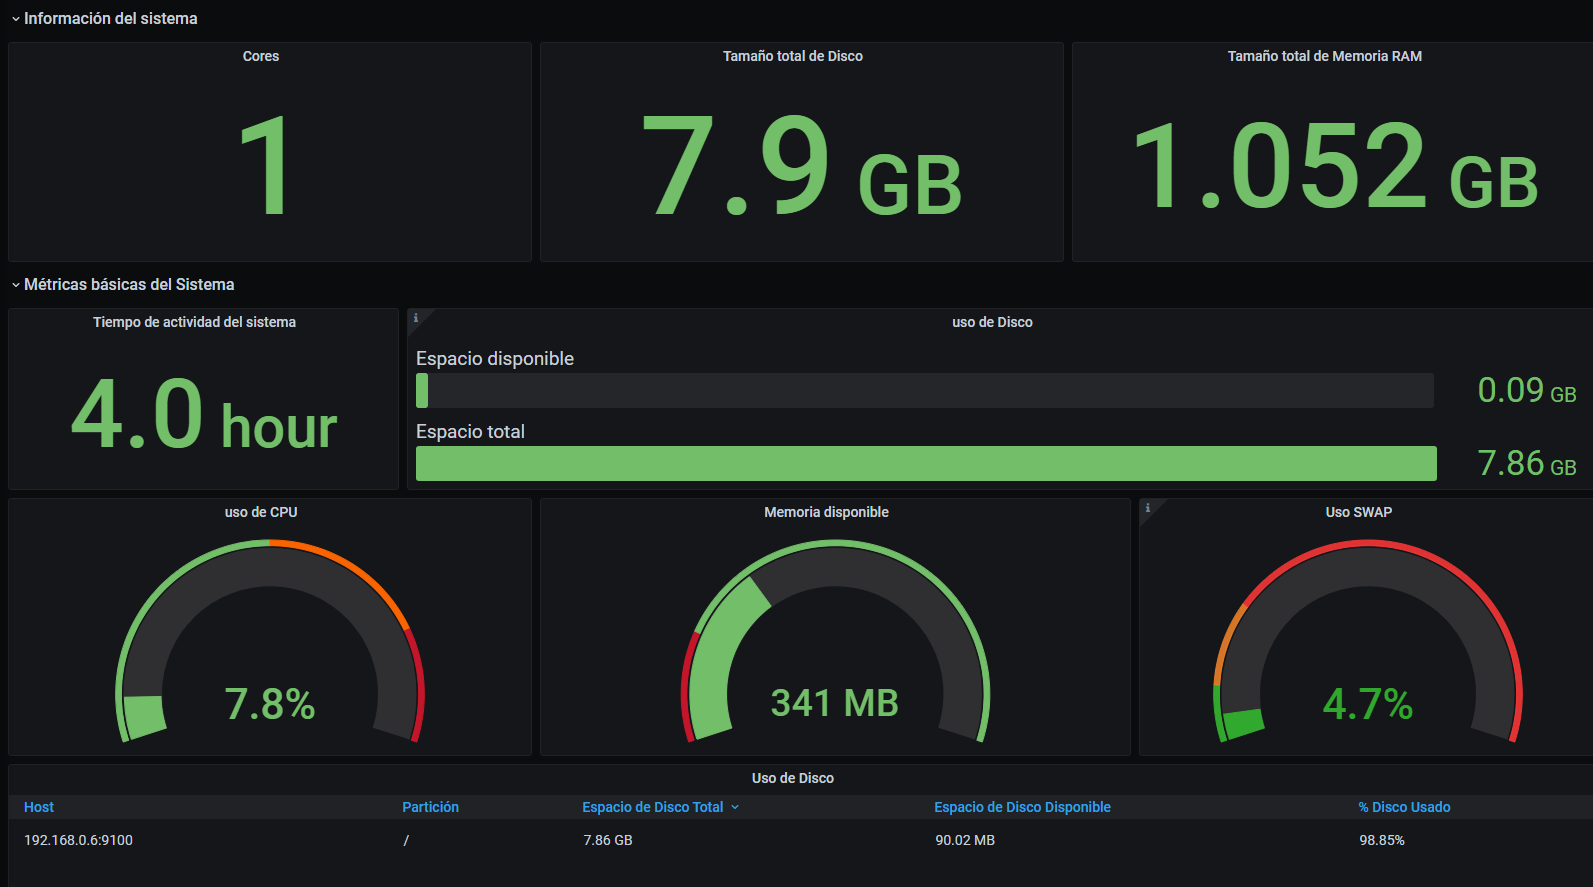 Información del sistema
Cores
Tamaño total de Disco
Tamaño total de Memoria RAM
1
7.9 GB
1.052 GB
Métricas básicas del Sistema
Tiempo de actividad del sistema
4.0 hour
i
uso de Disco
Espacio disponible
0.09 GB
Espacio total
7.86 GB
uso de CPU
7.8%
Memoria disponible
341 MB
i
Uso SWAP
4.7%
Uso de Disco
Host Partición Espacio de Disco Total Espacio de Disco Disponible % Disco Usado
192.168.0.6:9100 / 7.86 GB 90.02 MB 98.85%